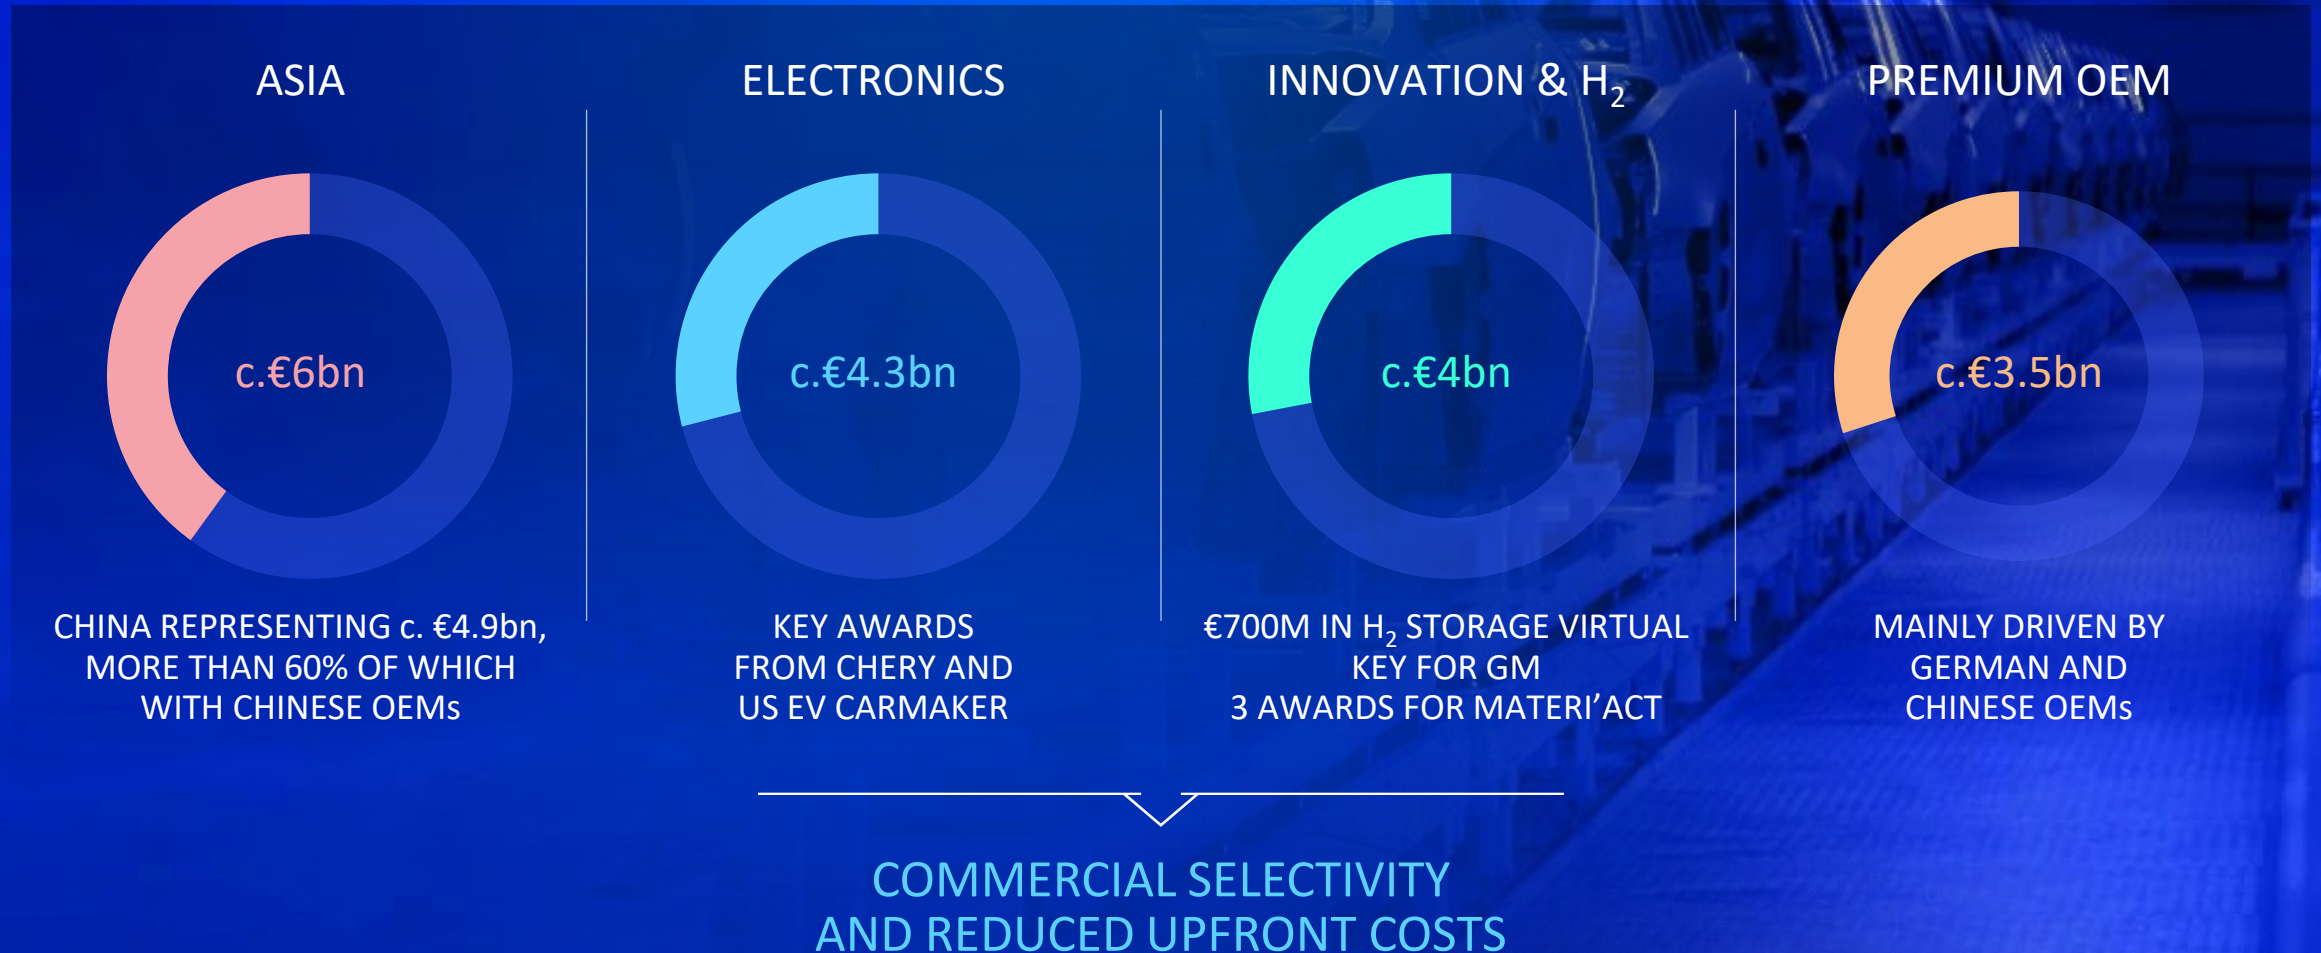 ASIA
c.€6bn
CHINA REPRESENTING c. €4.9bn,
MORE THAN 60% OF WHICH
WITH CHINESE OEMs
ELECTRONICS
c.€4.3bn
KEY AWARDS
FROM CHERY AND
US EV CARMAKER
INNOVATION & H₂
c.€4bn
€700M IN H₂ STORAGE VIRTUAL
KEY FOR GM
3 AWARDS FOR MATERI’ACT
PREMIUM OEM
c.€3.5bn
MAINLY DRIVEN BY
GERMAN AND
CHINESE OEMs
COMMERCIAL SELECTIVITY
AND REDUCED UPFRONT COSTS